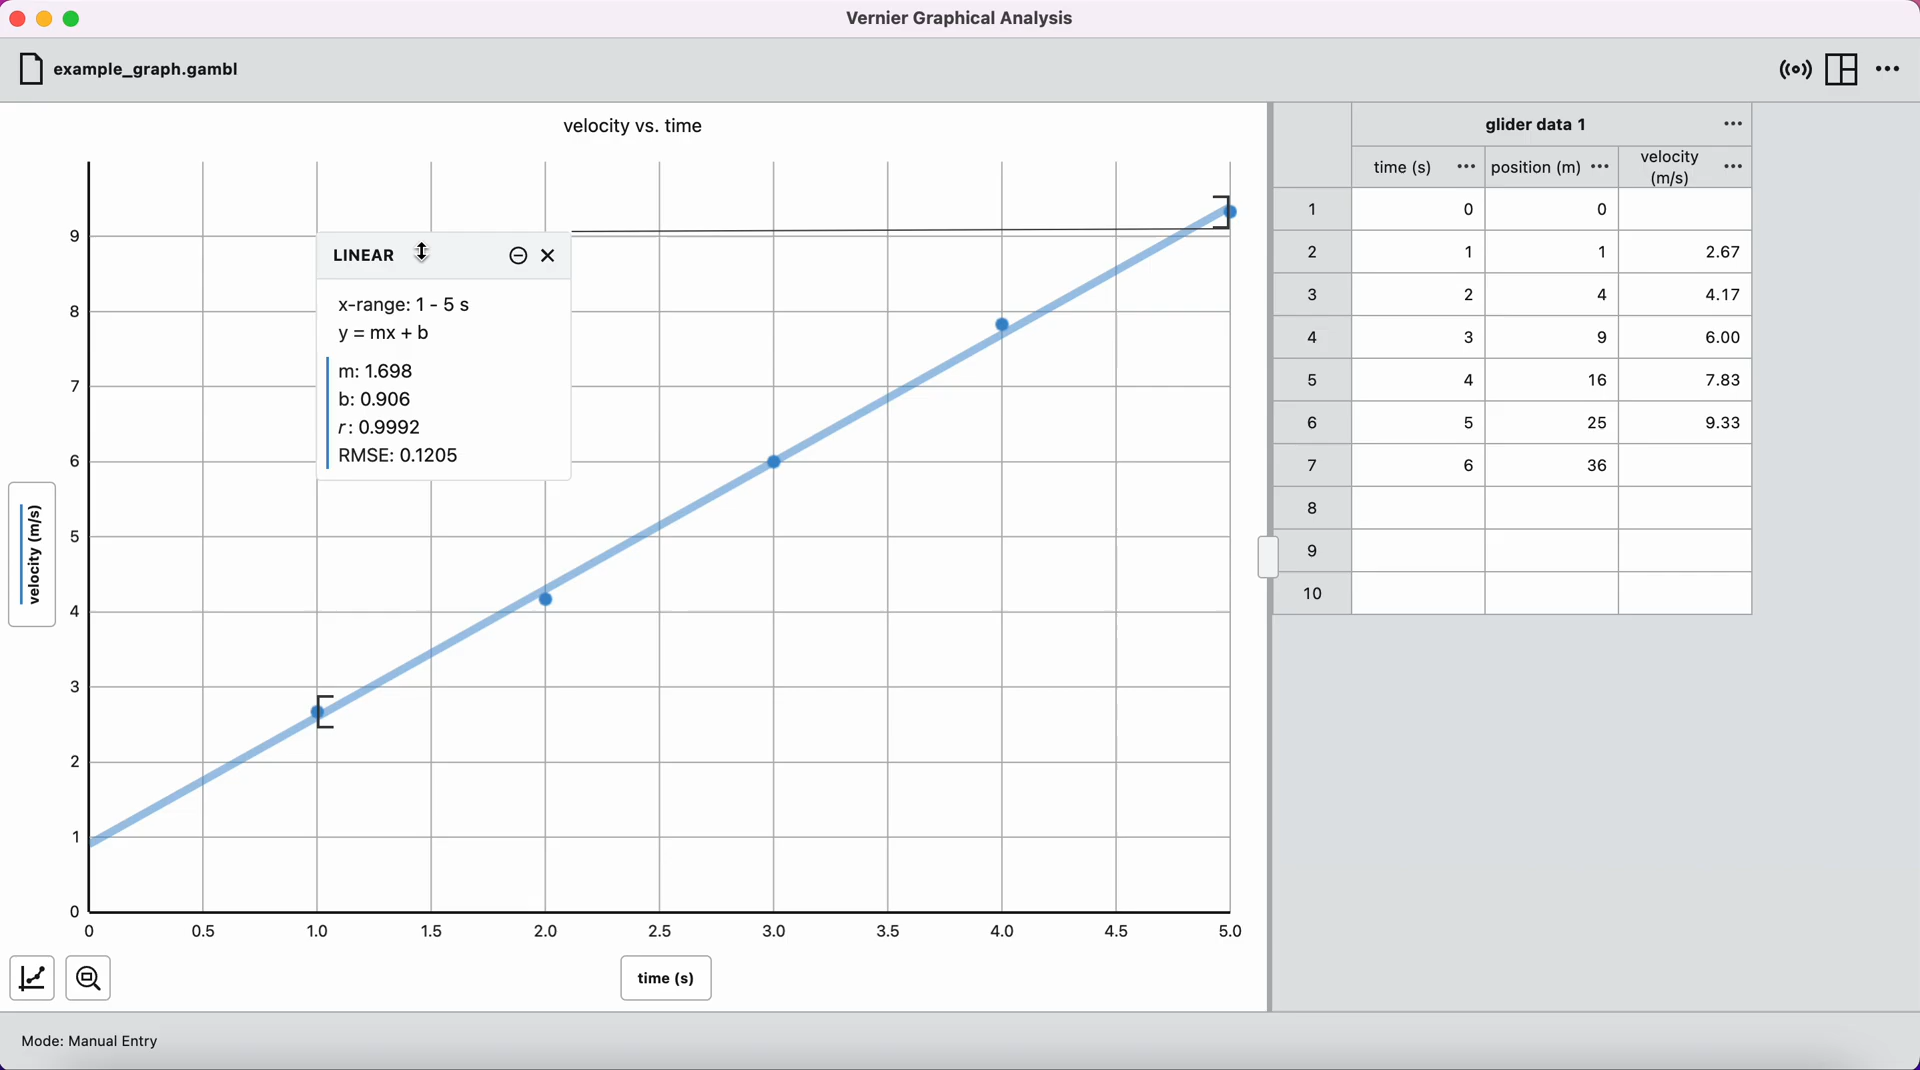 Vernier Graphical Analysis
example_graph.gambl
velocity vs. time
LINEAR
x-range: 1 - 5 s
y = mx + b
m: 1.698
b: 0.906
r: 0.9992
RMSE: 0.1205
velocity (m/s)
9
8
7
6
5
4
3
2
1
0
0 0.5 1.0 1.5 2.0 2.5 3.0 3.5 4.0 4.5 5.0
time (s)
glider data 1
time (s) position (m) velocity
(m/s)
1 0 0
2 1 1 2.67
3 2 4 4.17
4 3 9 6.00
5 4 16 7.83
6 5 25 9.33
7 6 36
8
9
10
Mode: Manual Entry